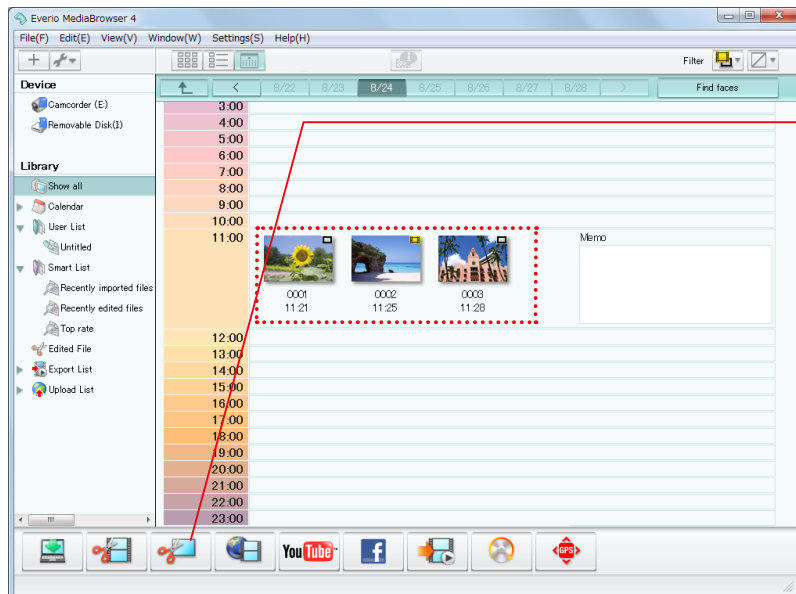 Everio MediaBrowser 4
File(F) Edit(E) View(V) Window(W) Settings(S) Help(H)
Filter
Device
Camcorder (E:)
Removable Disk(I)
Library
Show all
Calendar
User List
Untitled
Smart List
Recently imported files
Recently edited files
Top rate
Edited File
Export List
Upload List
< 8/22 8/23 8/24 8/25 8/26 8/27 8/28 > Find faces
3:00
4:00
5:00
6:00
7:00
8:00
9:00
10:00
11:00
0001 0002 0003
11:21 11:25 11:28
Memo
12:00
13:00
14:00
15:00
16:00
17:00
18:00
19:00
20:00
21:00
22:00
23:00
YouTube f GPS